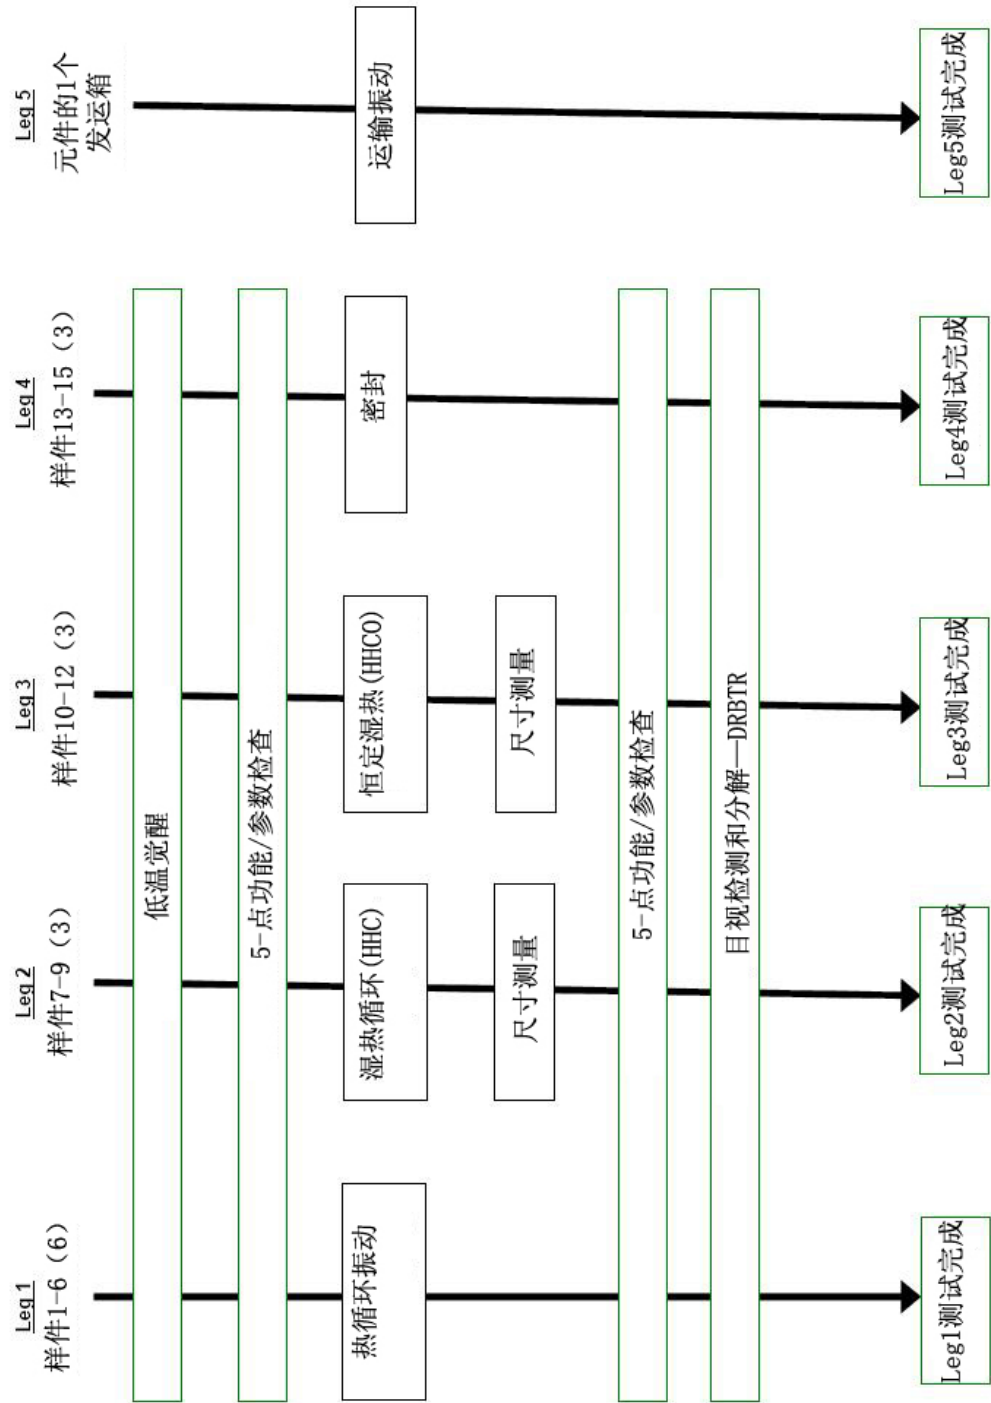 Leg 1
样件1-6（6）
Leg 2
样件7-9（3）
Leg 3
样件10-12（3）
Leg 4
样件13-15（3）
Leg 5
元件的1个
发运箱
低温觉醒
5-点功能/参数检查
热循环振动
湿热循环(HHC)
恒定湿热(HHCO)
密封
运输振动
尺寸测量
尺寸测量
5-点功能/参数检查
目视检测和分解—DRBTR
Leg1测试完成
Leg2测试完成
Leg3测试完成
Leg4测试完成
Leg5测试完成